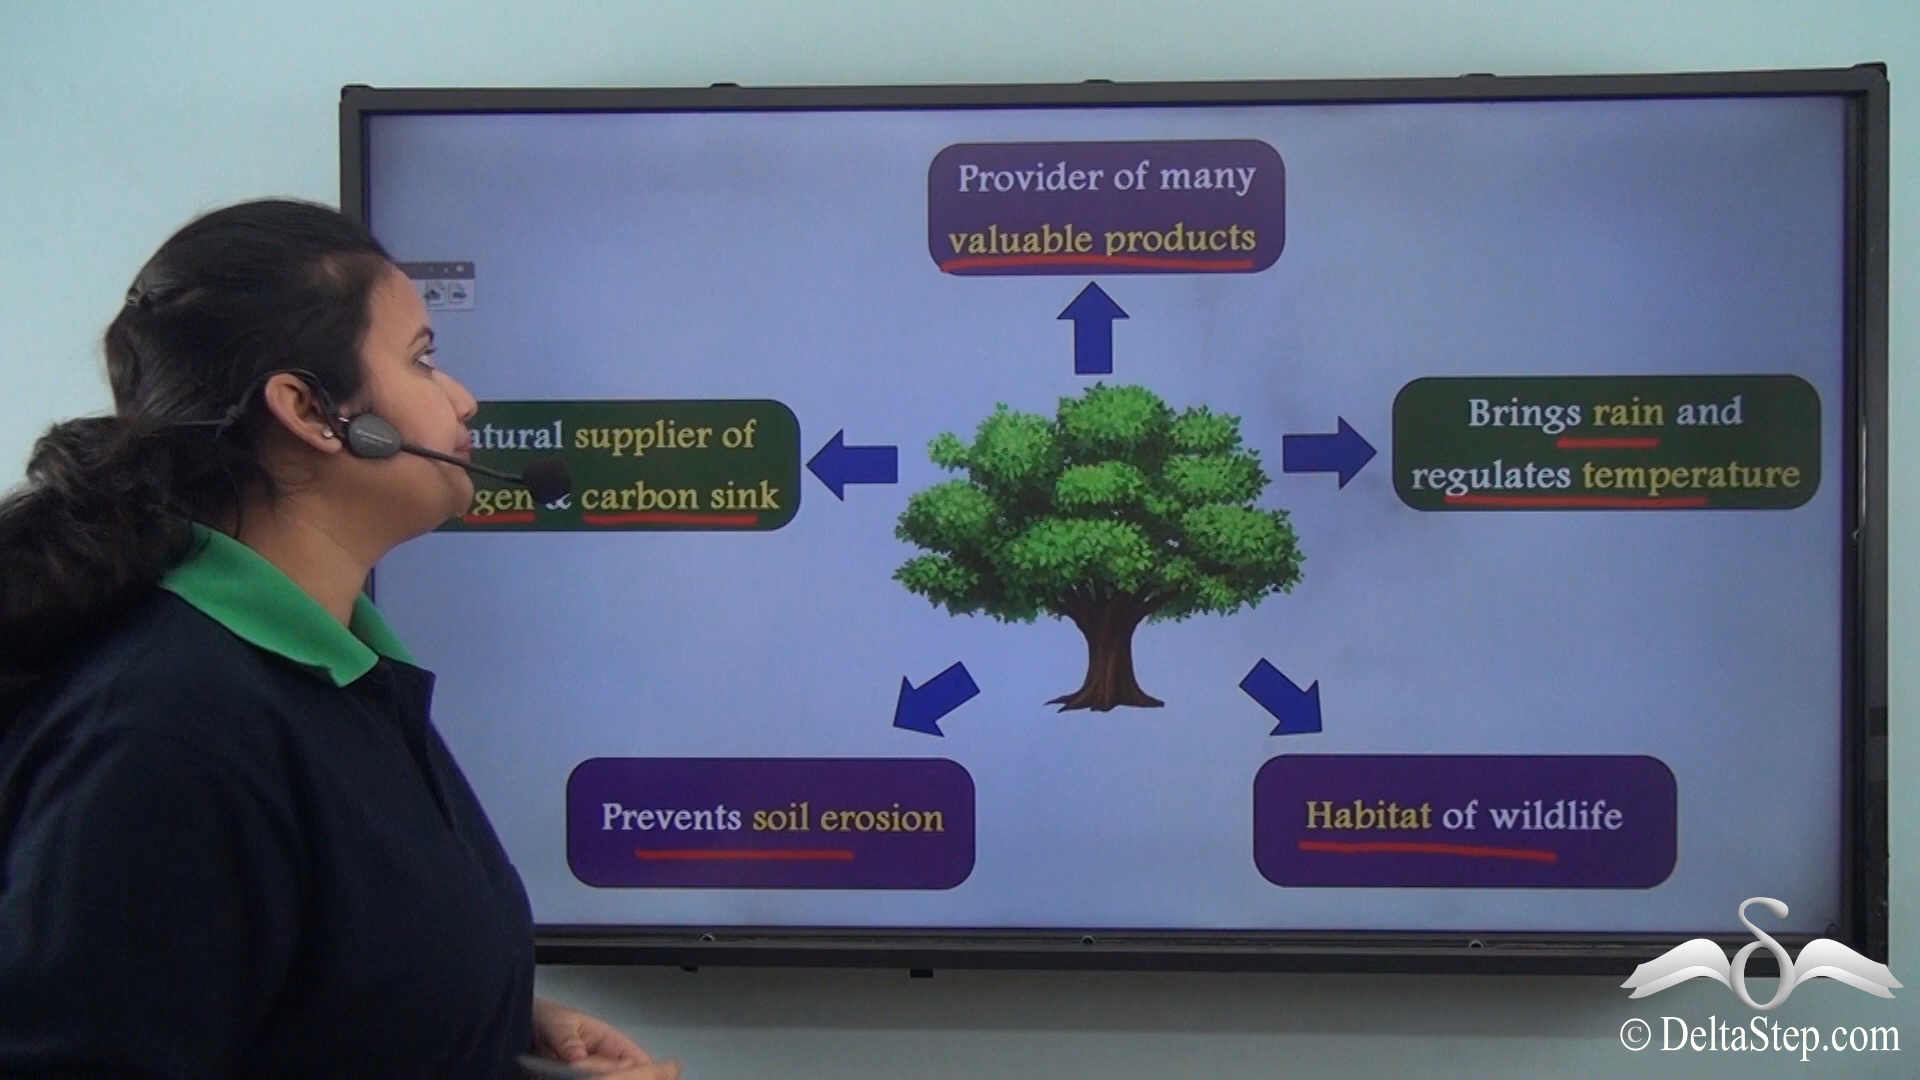 Provider of many
valuable products
supplier of
& carbon sink
Brings rain and
regulates temperature
Prevents soil erosion
Habitat of wildlife
© DeltaStep.com